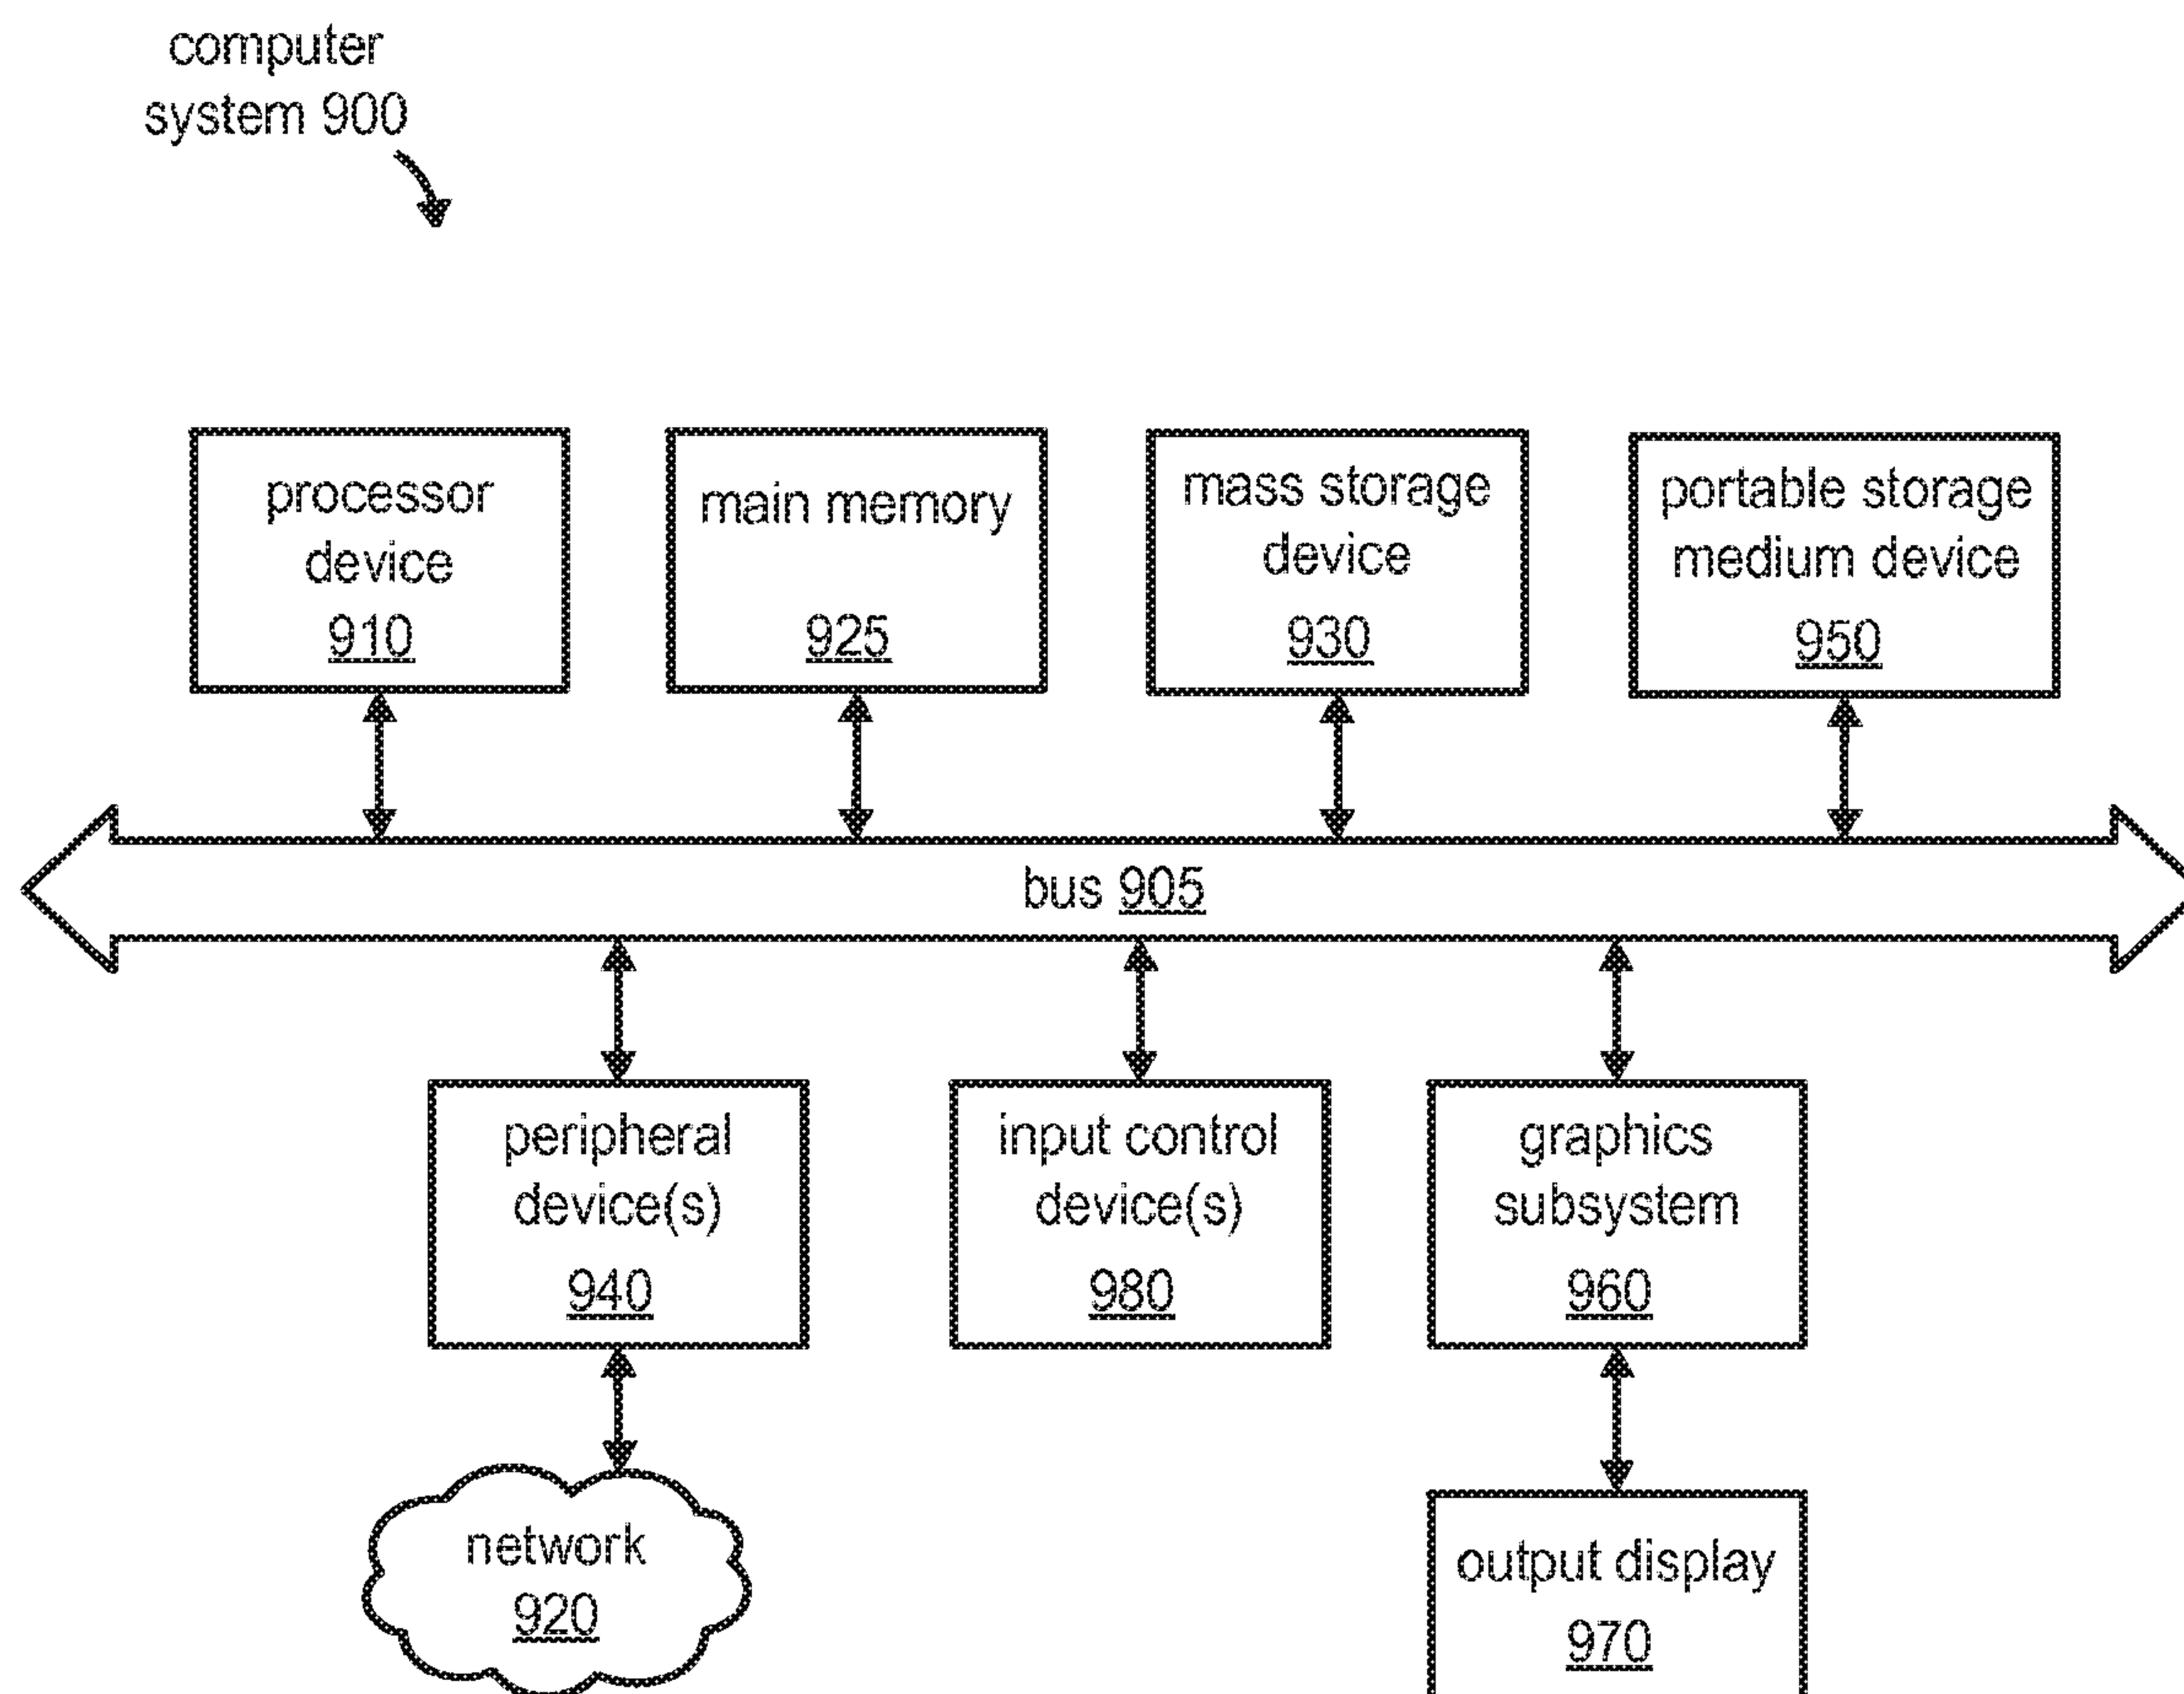 computer
system 900
processor
device
910
main memory
925
mass storage
device
930
portable storage
medium device
950
bus 905
peripheral
device(s)
940
input control
device(s)
980
graphics
subsystem
960
network
920
output display
970